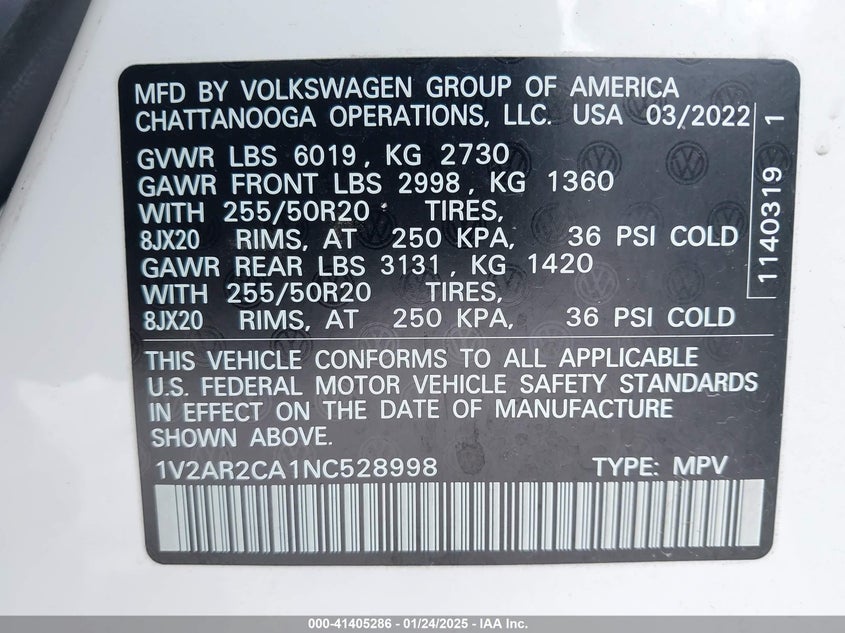 MFD BY VOLKSWAGEN GROUP OF AMERICA
CHATTANOOGA OPERATIONS, LLC. USA 03/2022
GVWR LBS 6019, KG 2730
GAWR FRONT LBS 2998, KG 1360
WITH 255/50R20 TIRES,
8JX20 RIMS, AT 250 KPA, 36 PSI COLD
GAWR REAR LBS 3131, KG 1420
WITH 255/50R20 TIRES,
8JX20 RIMS, AT 250 KPA, 36 PSI COLD
1140319 1
THIS VEHICLE CONFORMS TO ALL APPLICABLE
U.S. FEDERAL MOTOR VEHICLE SAFETY STANDARDS
IN EFFECT ON THE DATE OF MANUFACTURE
SHOWN ABOVE.
1V2AR2CA1NC528998 TYPE: MPV
000-41405286 - 01/24/2025 - IAA Inc.